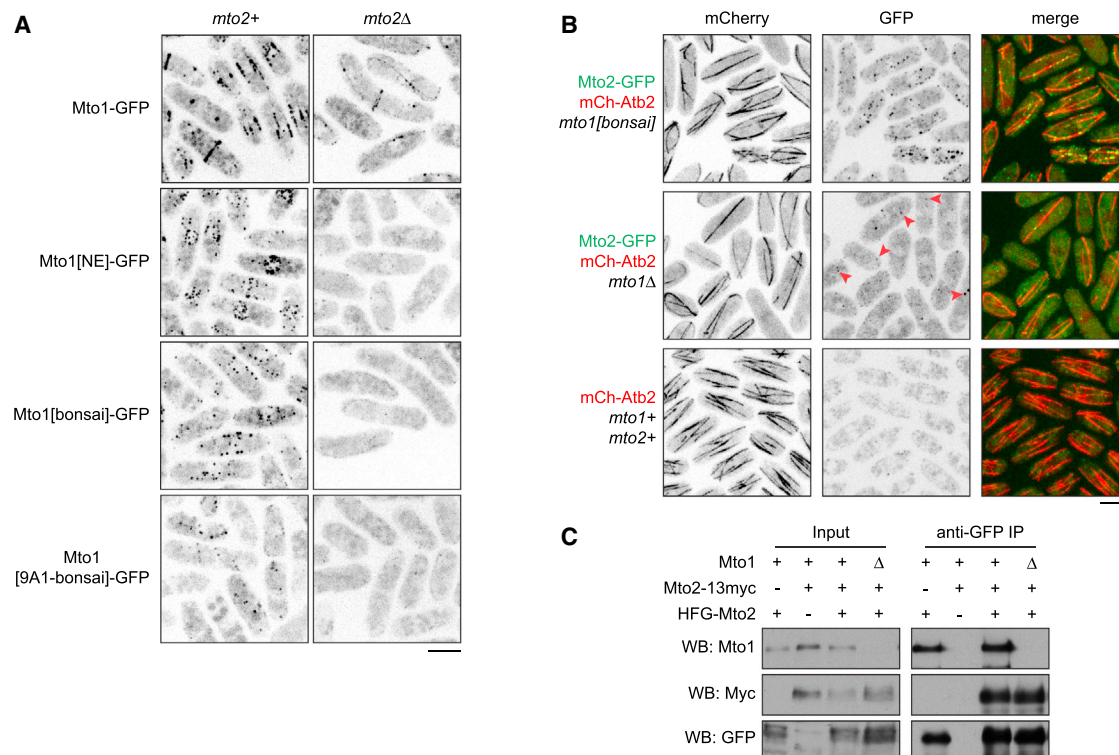 A
mto2+ mto2Δ
Mto1-GFP
Mto1[NE]-GFP
Mto1[bonsai]-GFP
Mto1
[9A1-bonsai]-GFP
B
mCherry GFP merge
Mto2-GFP
mCh-Atb2
mto1[bonsai]
Mto2-GFP
mCh-Atb2
mto1Δ
mCh-Atb2
mto1+
mto2+
C
Input anti-GFP IP
Mto1 + + + Δ + + + Δ
Mto2-13myc - + + + - + + +
HFG-Mto2 + - + + + - + +
WB: Mto1
WB: Myc
WB: GFP